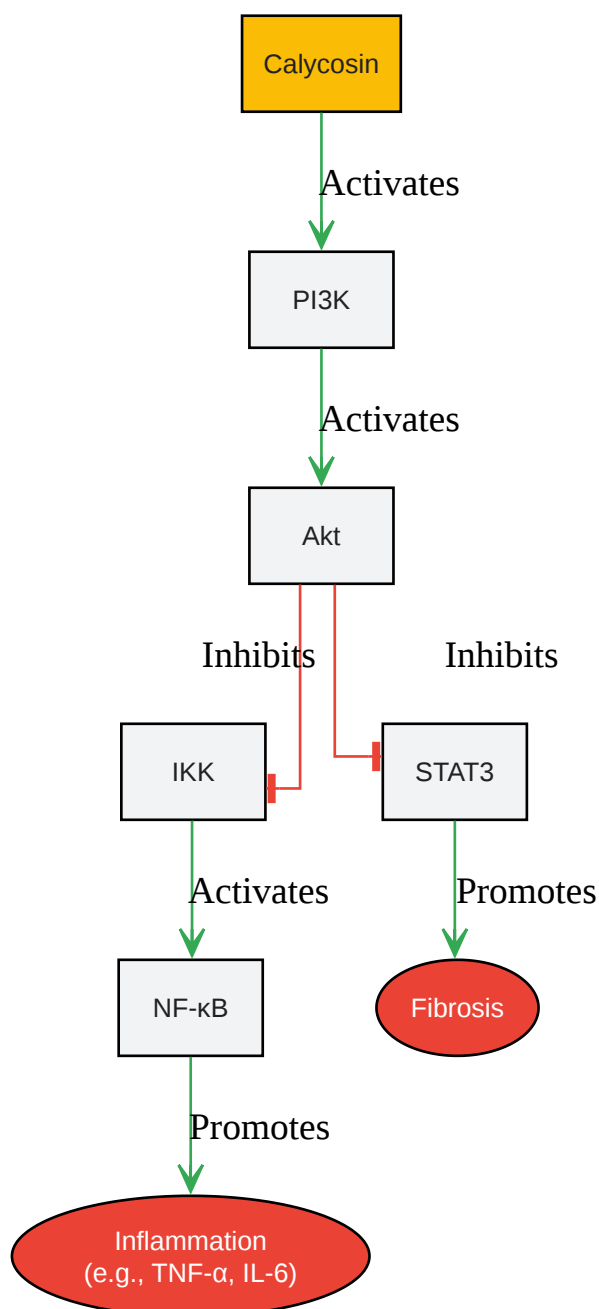 Calycosin
Activates
PI3K
Activates
Akt
Inhibits
Inhibits
IKK
STAT3
Activates
Promotes
NF-κB
Fibrosis
Promotes
Inflammation
(e.g., TNF-α, IL-6)